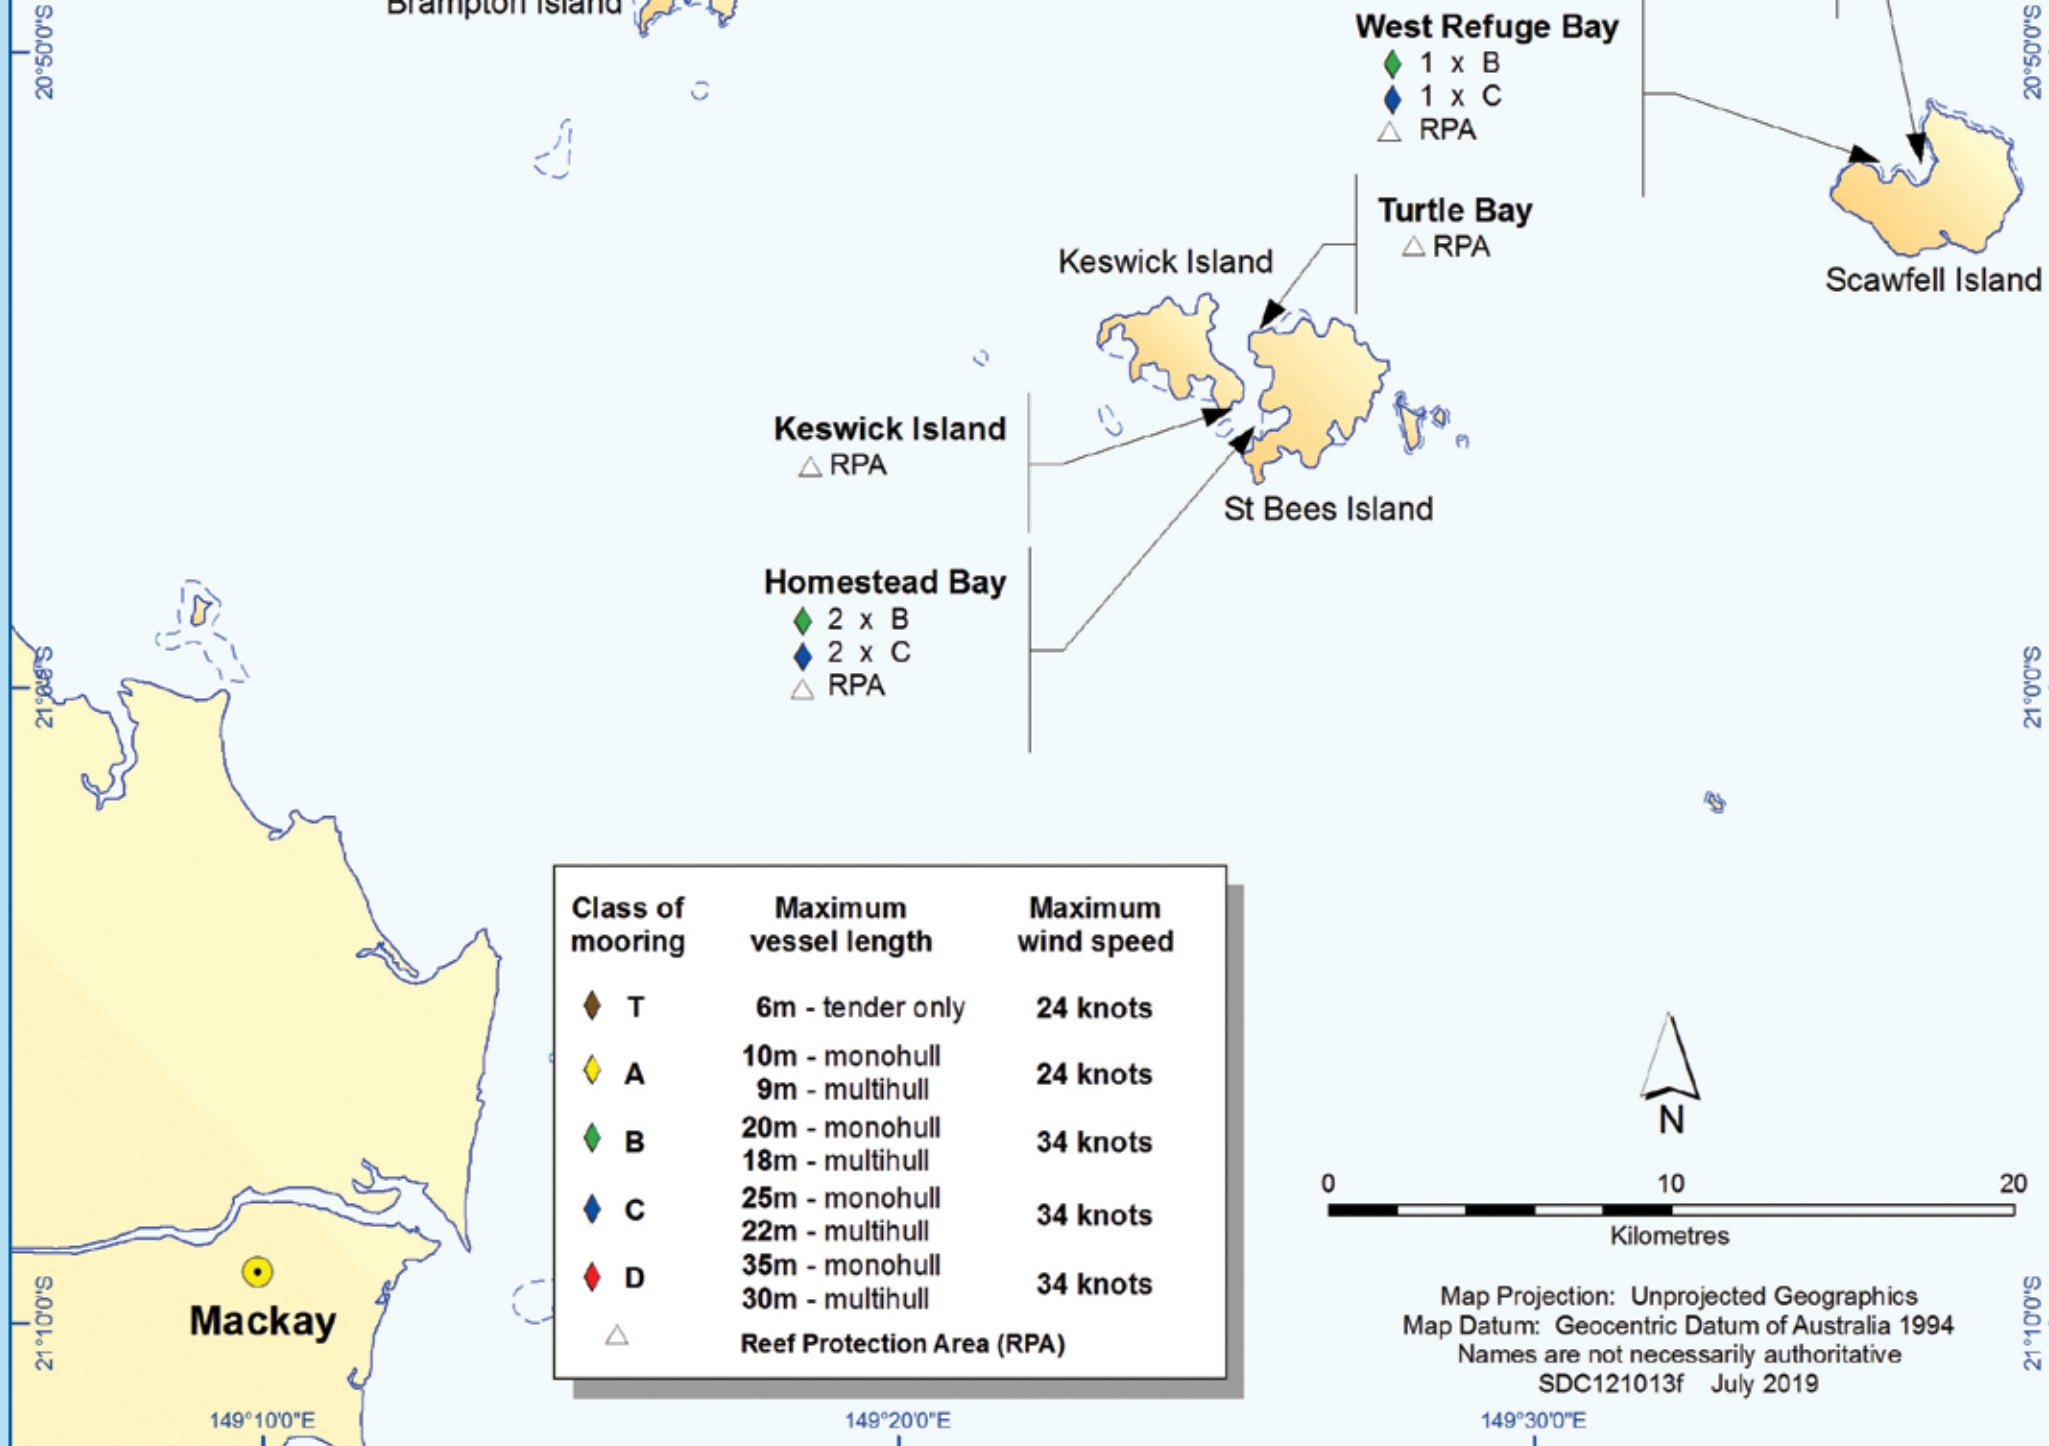 Brampton Island
20°50'0"S
West Refuge Bay
1 x B
1 x C
RPA
20°50'0"S
Turtle Bay
RPA
Keswick Island
Scawfell Island
Keswick Island
RPA
St Bees Island
Homestead Bay
2 x B
2 x C
RPA
21°0'0"S
21°0'0"S
Class of mooring
Maximum vessel length
Maximum wind speed
T 6m - tender only 24 knots
A 10m - monohull 24 knots
9m - multihull
B 20m - monohull 34 knots
18m - multihull
C 25m - monohull 34 knots
22m - multihull
D 35m - monohull 34 knots
30m - multihull
Reef Protection Area (RPA)
N
0 10 20
Kilometres
Mackay
Map Projection: Unprojected Geographics
Map Datum: Geocentric Datum of Australia 1994
Names are not necessarily authoritative
SDC121013f July 2019
21°10'0"S
21°10'0"S
149°10'0"E
149°20'0"E
149°30'0"E